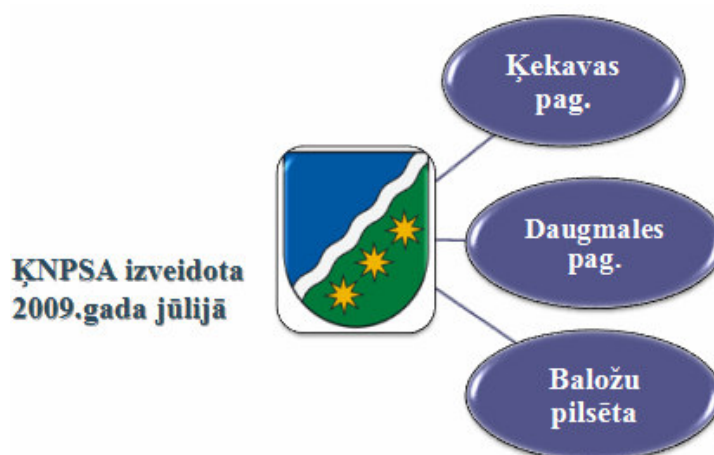 Ķekavas
pag.
ĶNPSA izveidota
2009.gada jūlijā
Daugmales
pag.
Baložu
pilsēta